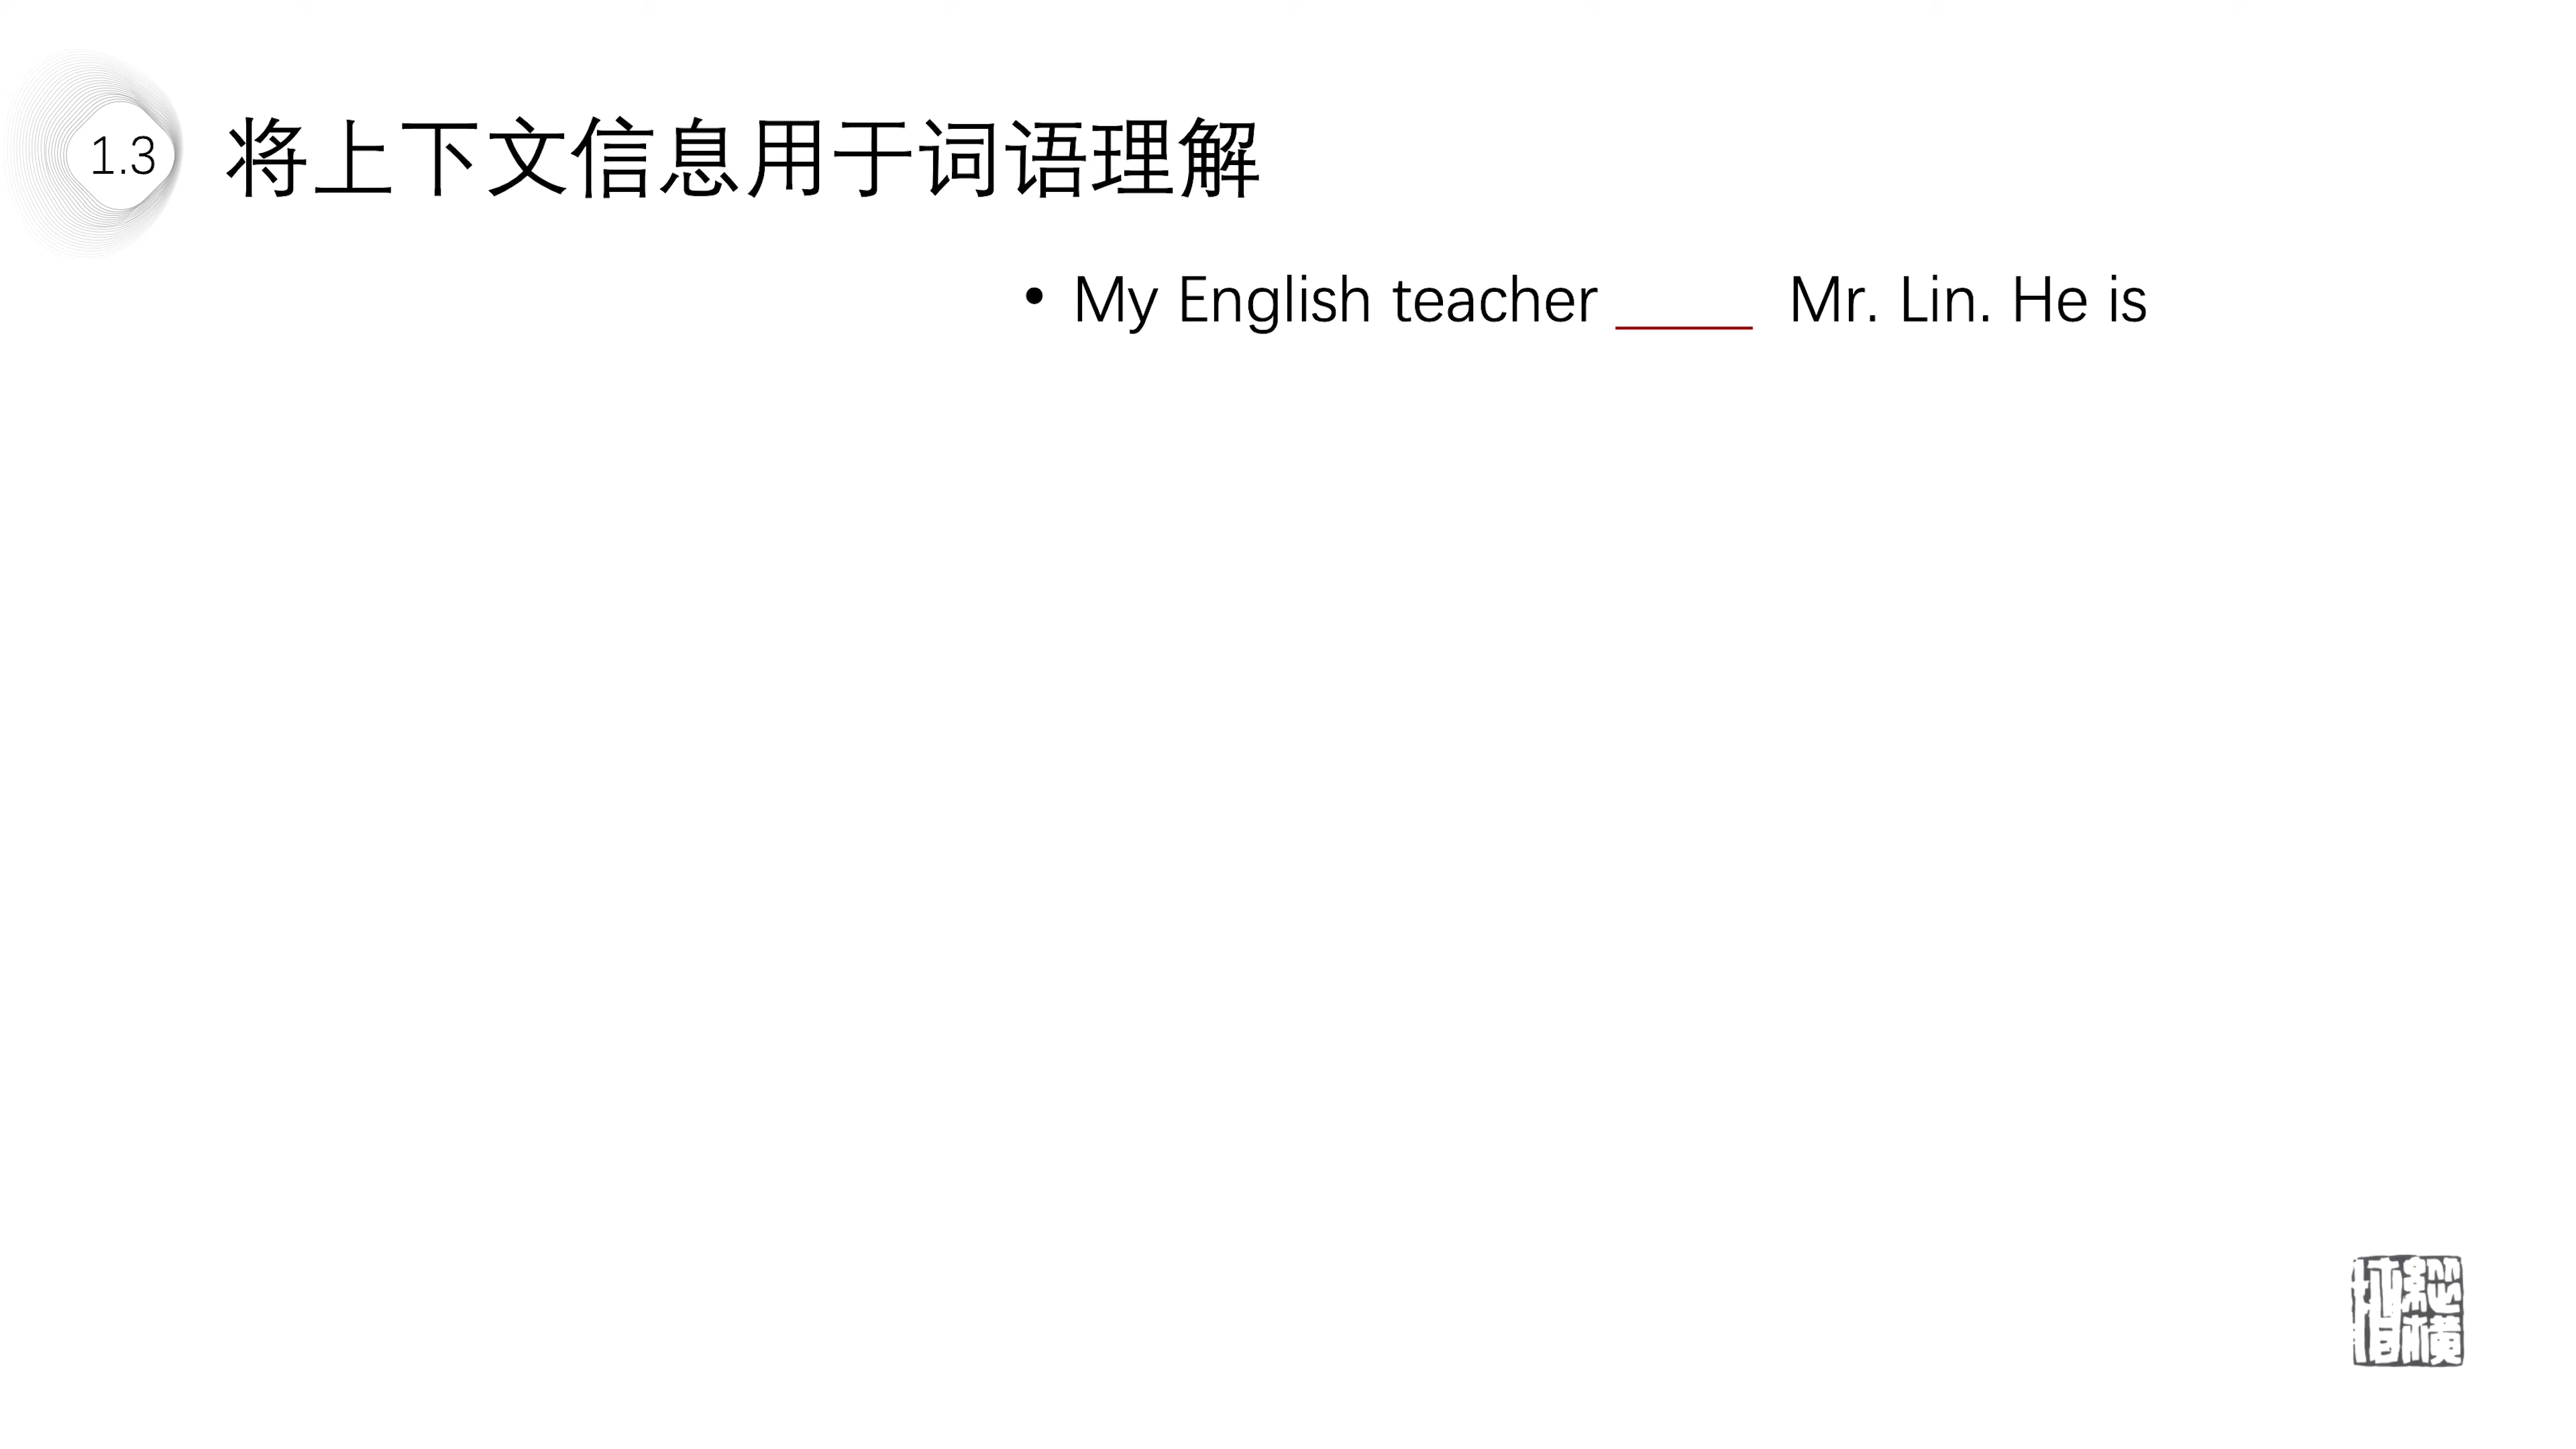 1.3
将上下文信息用于词语理解
• My English teacher _____ Mr. Lin. He is